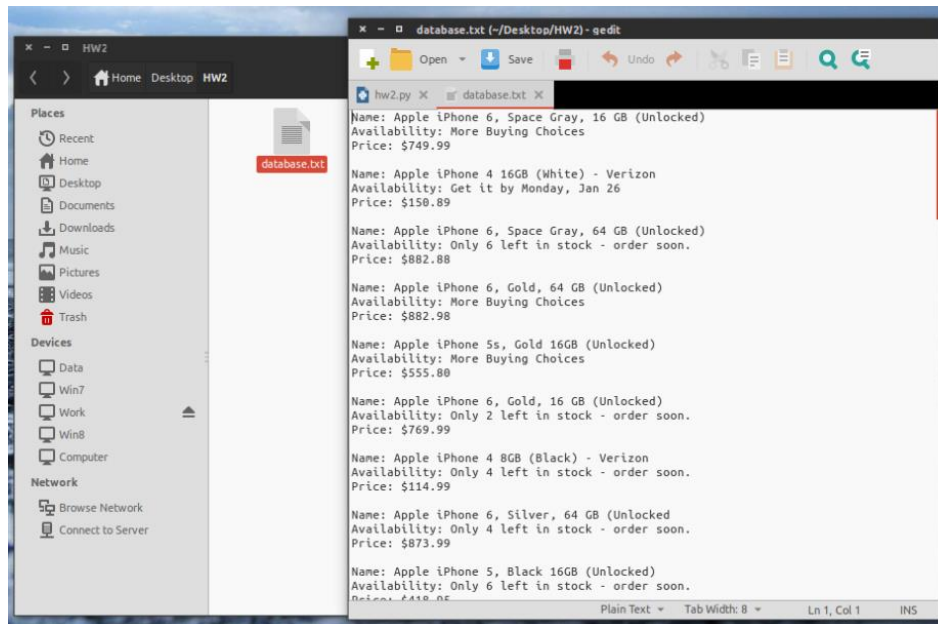 HW2
Home Desktop HW2
Places
Recent
Home
Desktop
Documents
Downloads
Music
Pictures
Videos
Trash
Devices
Data
Win7
Work
Win8
Computer
Network
Browse Network
Connect to Server
database.txt
database.txt (~/Desktop/HW2) - gedit
Open Save Undo
hw2.py database.txt
Name: Apple iPhone 6, Space Gray, 16 GB (Unlocked)
Availability: More Buying Choices
Price: $749.99
Name: Apple iPhone 4 16GB (White) - Verizon
Availability: Get it by Monday, Jan 26
Price: $150.89
Name: Apple iPhone 6, Space Gray, 64 GB (Unlocked)
Availability: Only 6 left in stock - order soon.
Price: $882.88
Name: Apple iPhone 6, Gold, 64 GB (Unlocked)
Availability: More Buying Choices
Price: $882.98
Name: Apple iPhone 5s, Gold 16GB (Unlocked)
Availability: More Buying Choices
Price: $555.80
Name: Apple iPhone 6, Gold, 16 GB (Unlocked)
Availability: Only 2 left in stock - order soon.
Price: $769.99
Name: Apple iPhone 4 8GB (Black) - Verizon
Availability: Only 4 left in stock - order soon.
Price: $114.99
Name: Apple iPhone 6, Silver, 64 GB (Unlocked
Availability: Only 4 left in stock - order soon.
Price: $873.99
Name: Apple iPhone 5, Black 16GB (Unlocked)
Availability: Only 6 left in stock - order soon.
Price: $418.95
Plain Text Tab Width: 8 Ln 1, Col 1 INS